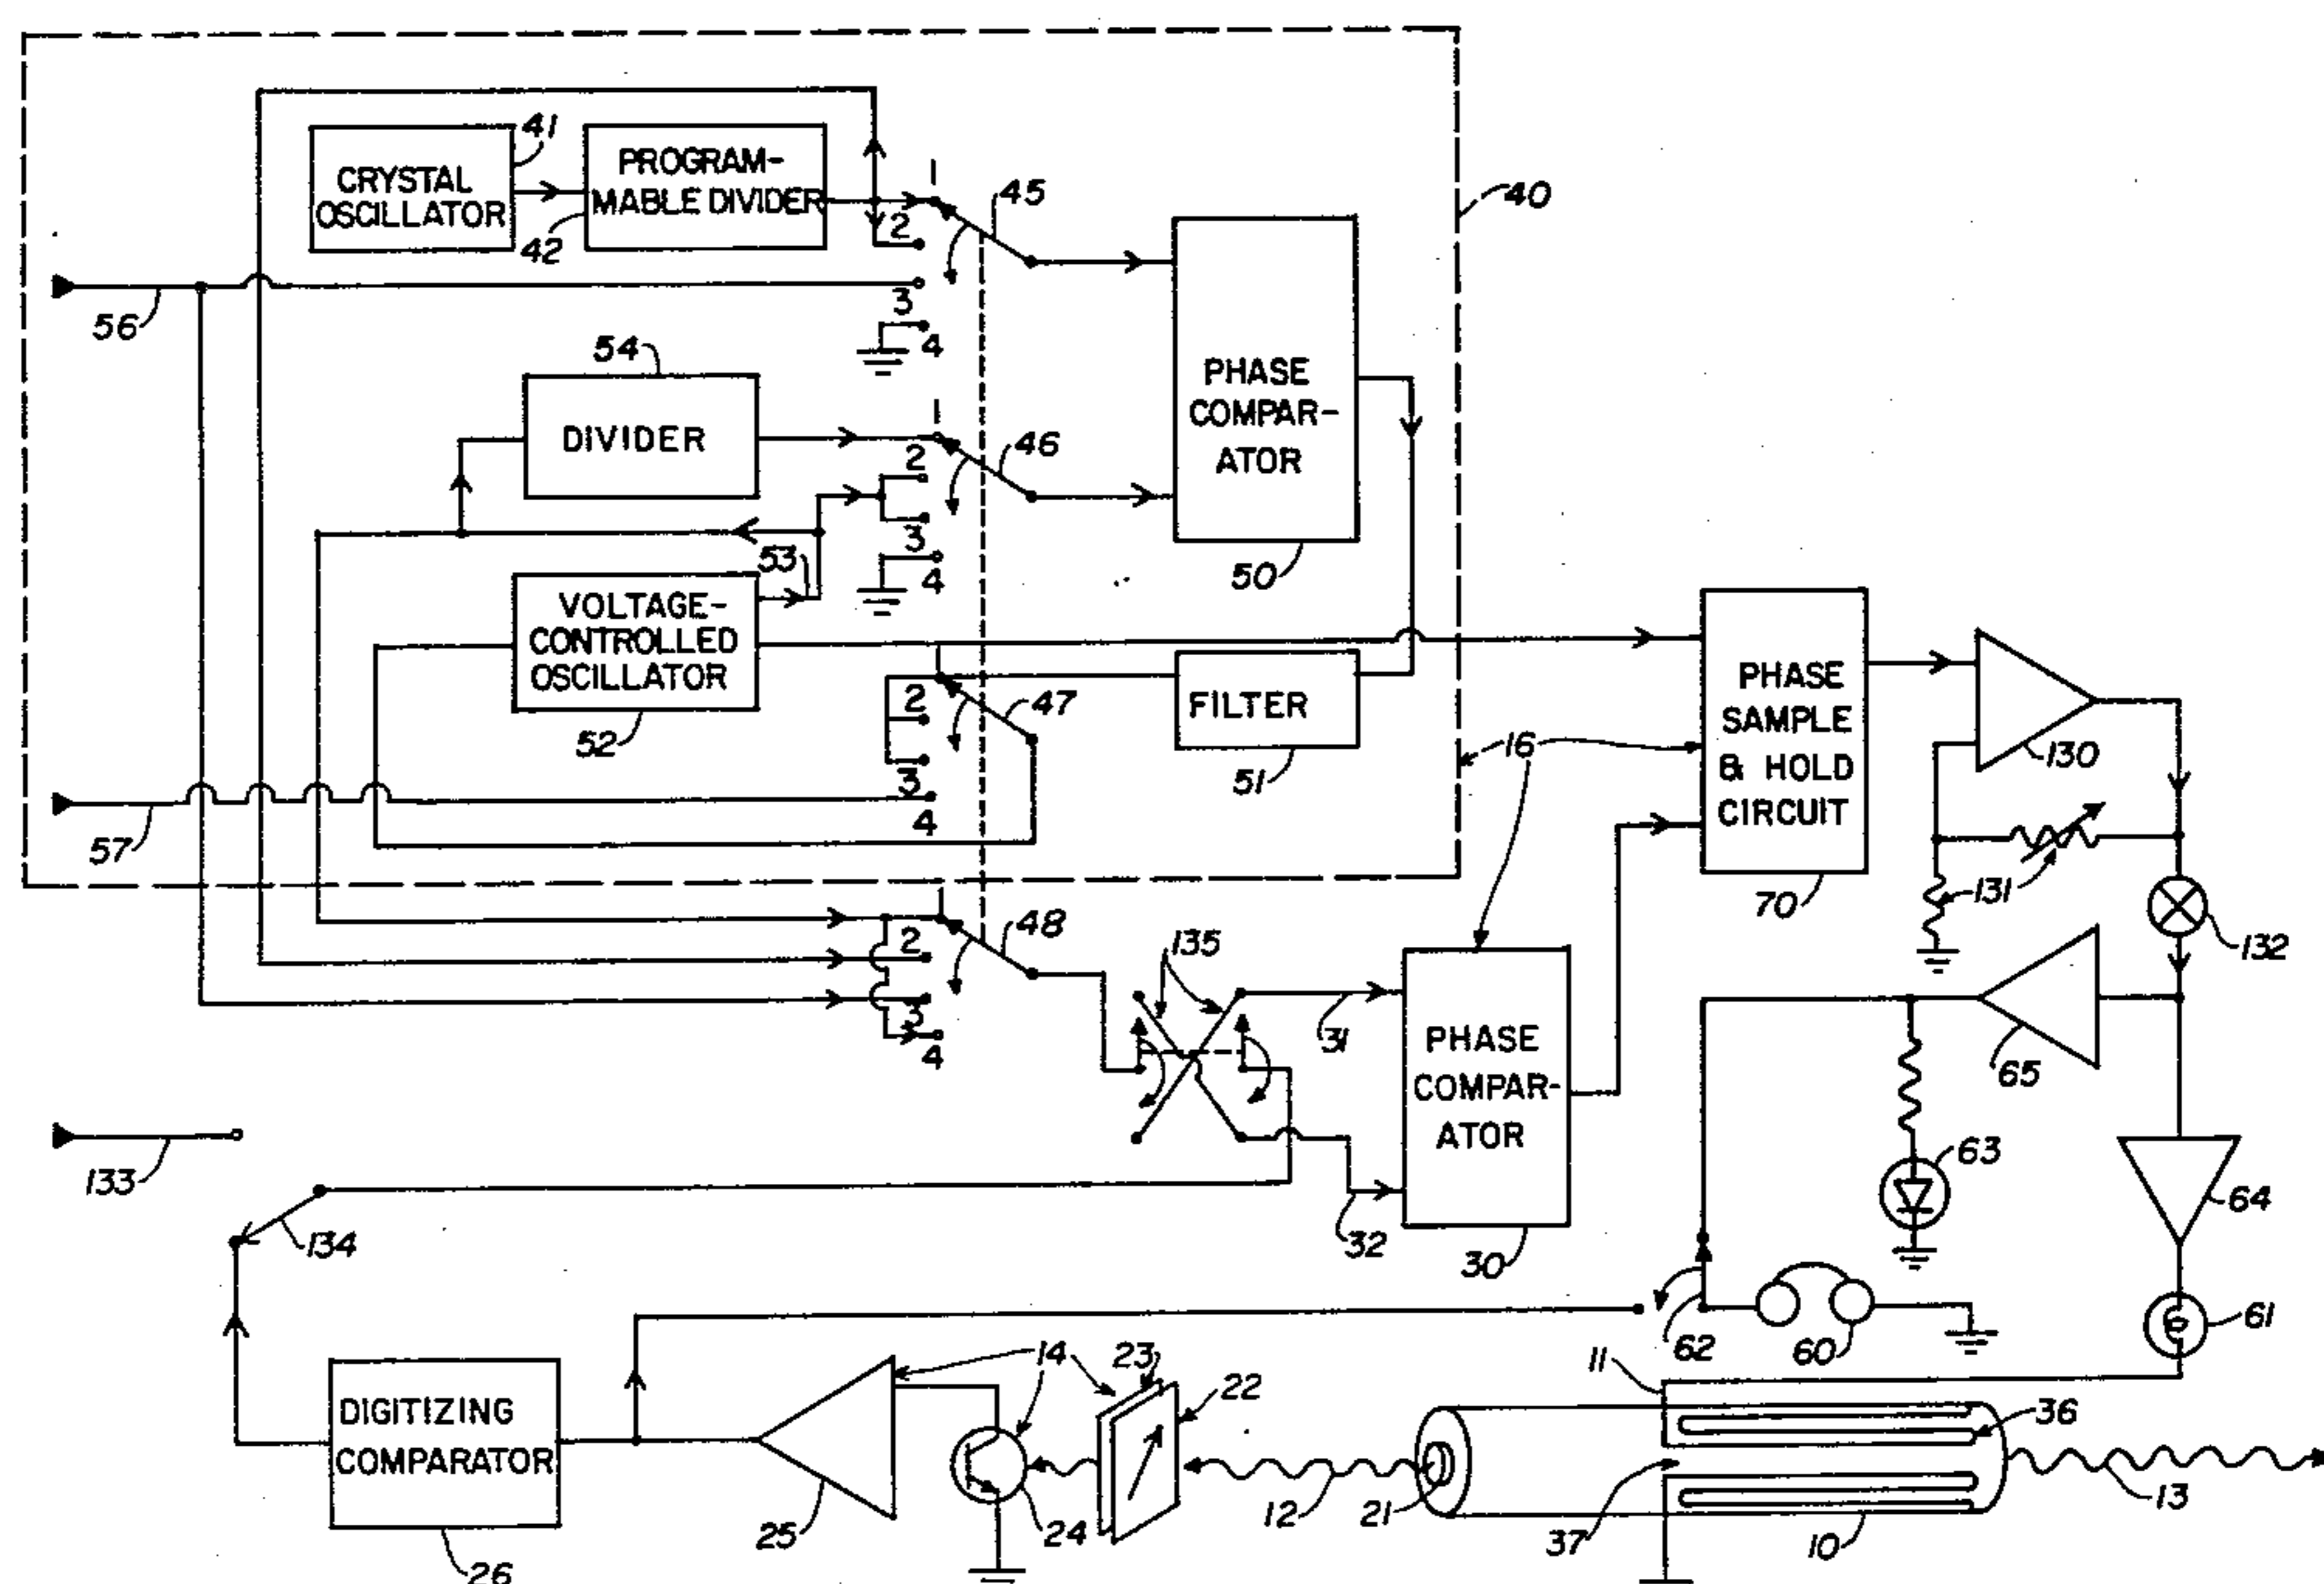 41
CRYSTAL
OSCILLATOR
PROGRAM-
MABLE DIVIDER
42
1
2
3
4
45
40
56
54
DIVIDER
1
2
3
4
46
PHASE
COMPAR-
ATOR
50
53
VOLTAGE-
CONTROLLED
OSCILLATOR
52
2
3
4
47
FILTER
51
16
PHASE
SAMPLE
& HOLD
CIRCUIT
70
130
131
132
57
1
2
3
4
48
135
31
32
PHASE
COMPAR-
ATOR
30
65
63
64
133
134
62
60
61
DIGITIZING
COMPARATOR
26
25
14
24
23
22
12
21
11
37
36
10
13